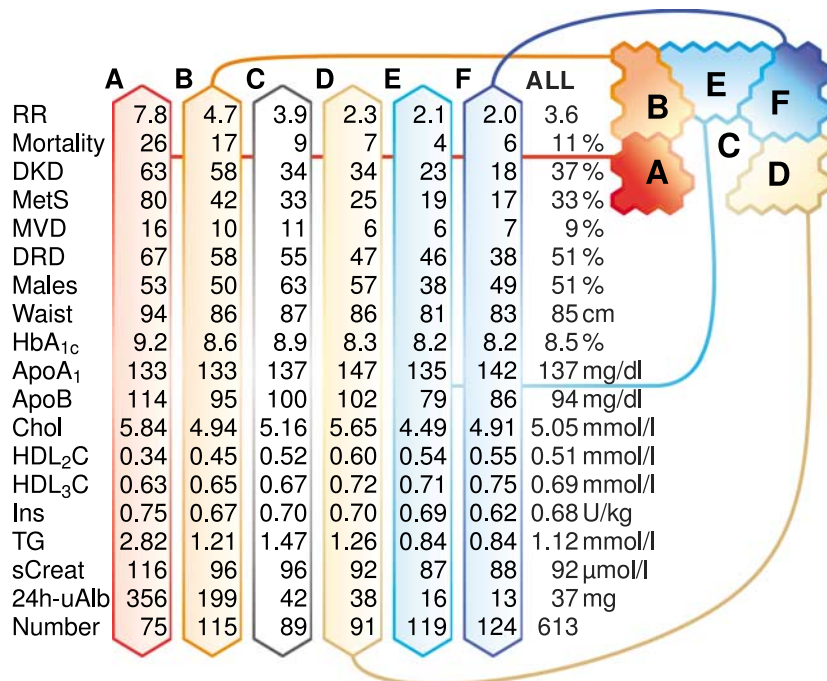 A B C D E F ALL
RR 7.8 4.7 3.9 2.3 2.1 2.0 3.6
Mortality 26 17 9 7 4 6 11 %
DKD 63 58 34 34 23 18 37 %
MetS 80 42 33 25 19 17 33 %
MVD 16 10 11 6 6 7 9 %
DRD 67 58 55 47 46 38 51 %
Males 53 50 63 57 38 49 51 %
Waist 94 86 87 86 81 83 85 cm
HbA1c 9.2 8.6 8.9 8.3 8.2 8.2 8.5 %
ApoA1 133 133 137 147 135 142 137 mg/dl
ApoB 114 95 100 102 79 86 94 mg/dl
Chol 5.84 4.94 5.16 5.65 4.49 4.91 5.05 mmol/l
HDL2C 0.34 0.45 0.52 0.60 0.54 0.55 0.51 mmol/l
HDL3C 0.63 0.65 0.67 0.72 0.71 0.75 0.69 mmol/l
Ins 0.75 0.67 0.70 0.70 0.69 0.62 0.68 U/kg
TG 2.82 1.21 1.47 1.26 0.84 0.84 1.12 mmol/l
sCreat 116 96 96 92 87 88 92 µmol/l
24h-uAlb 356 199 42 38 16 13 37 mg
Number 75 115 89 91 119 124 613
E
B F
C
A D